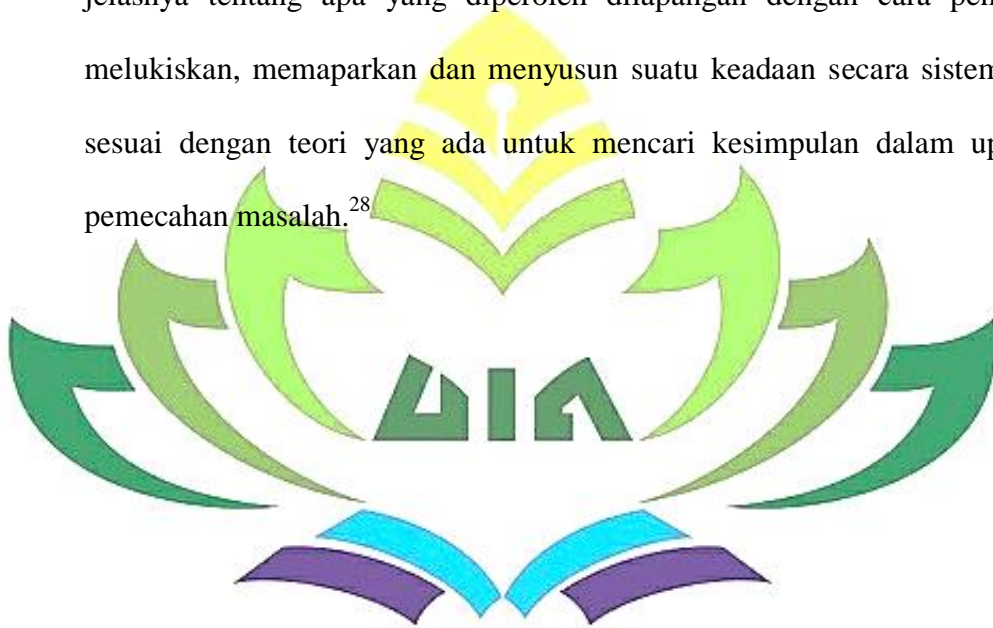 jelasnya tentang apa yang diperoleh dilapangan dengan cara
melukiskan, memaparkan dan menyusun suatu keadaan secara
sesuai dengan teori yang ada untuk mencari kesimpulan dalam
pemecahan masalah.28
UIN